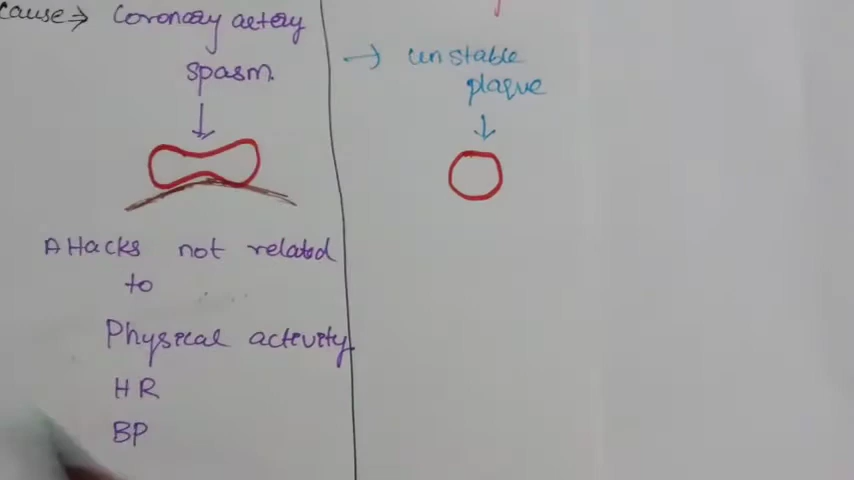 cause⇒ Coronary artery
spasm.
Attacks not related
to
Physical activity
HR
BP
→ unstable
plaque